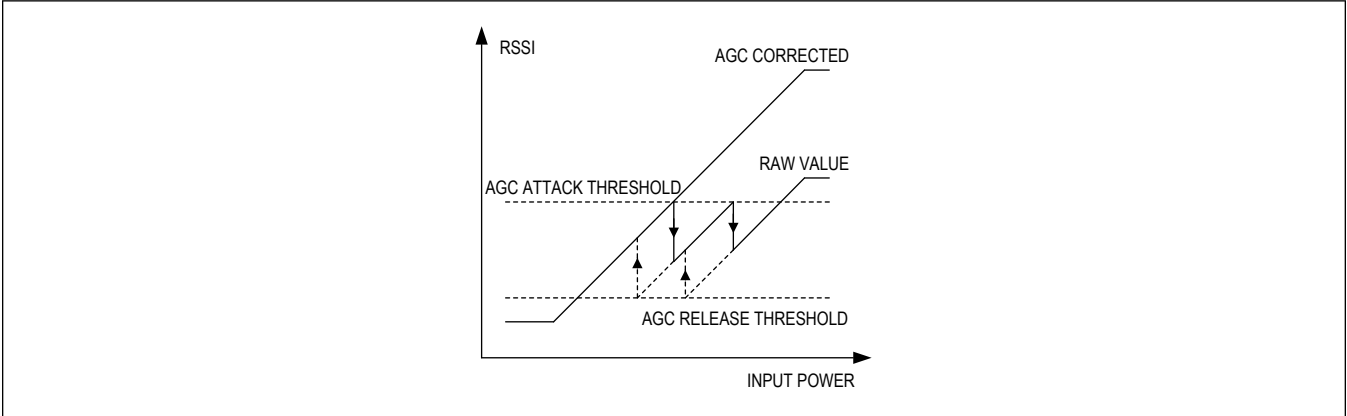 RSSI
AGC CORRECTED
RAW VALUE
AGC ATTACK THRESHOLD
AGC RELEASE THRESHOLD
INPUT POWER